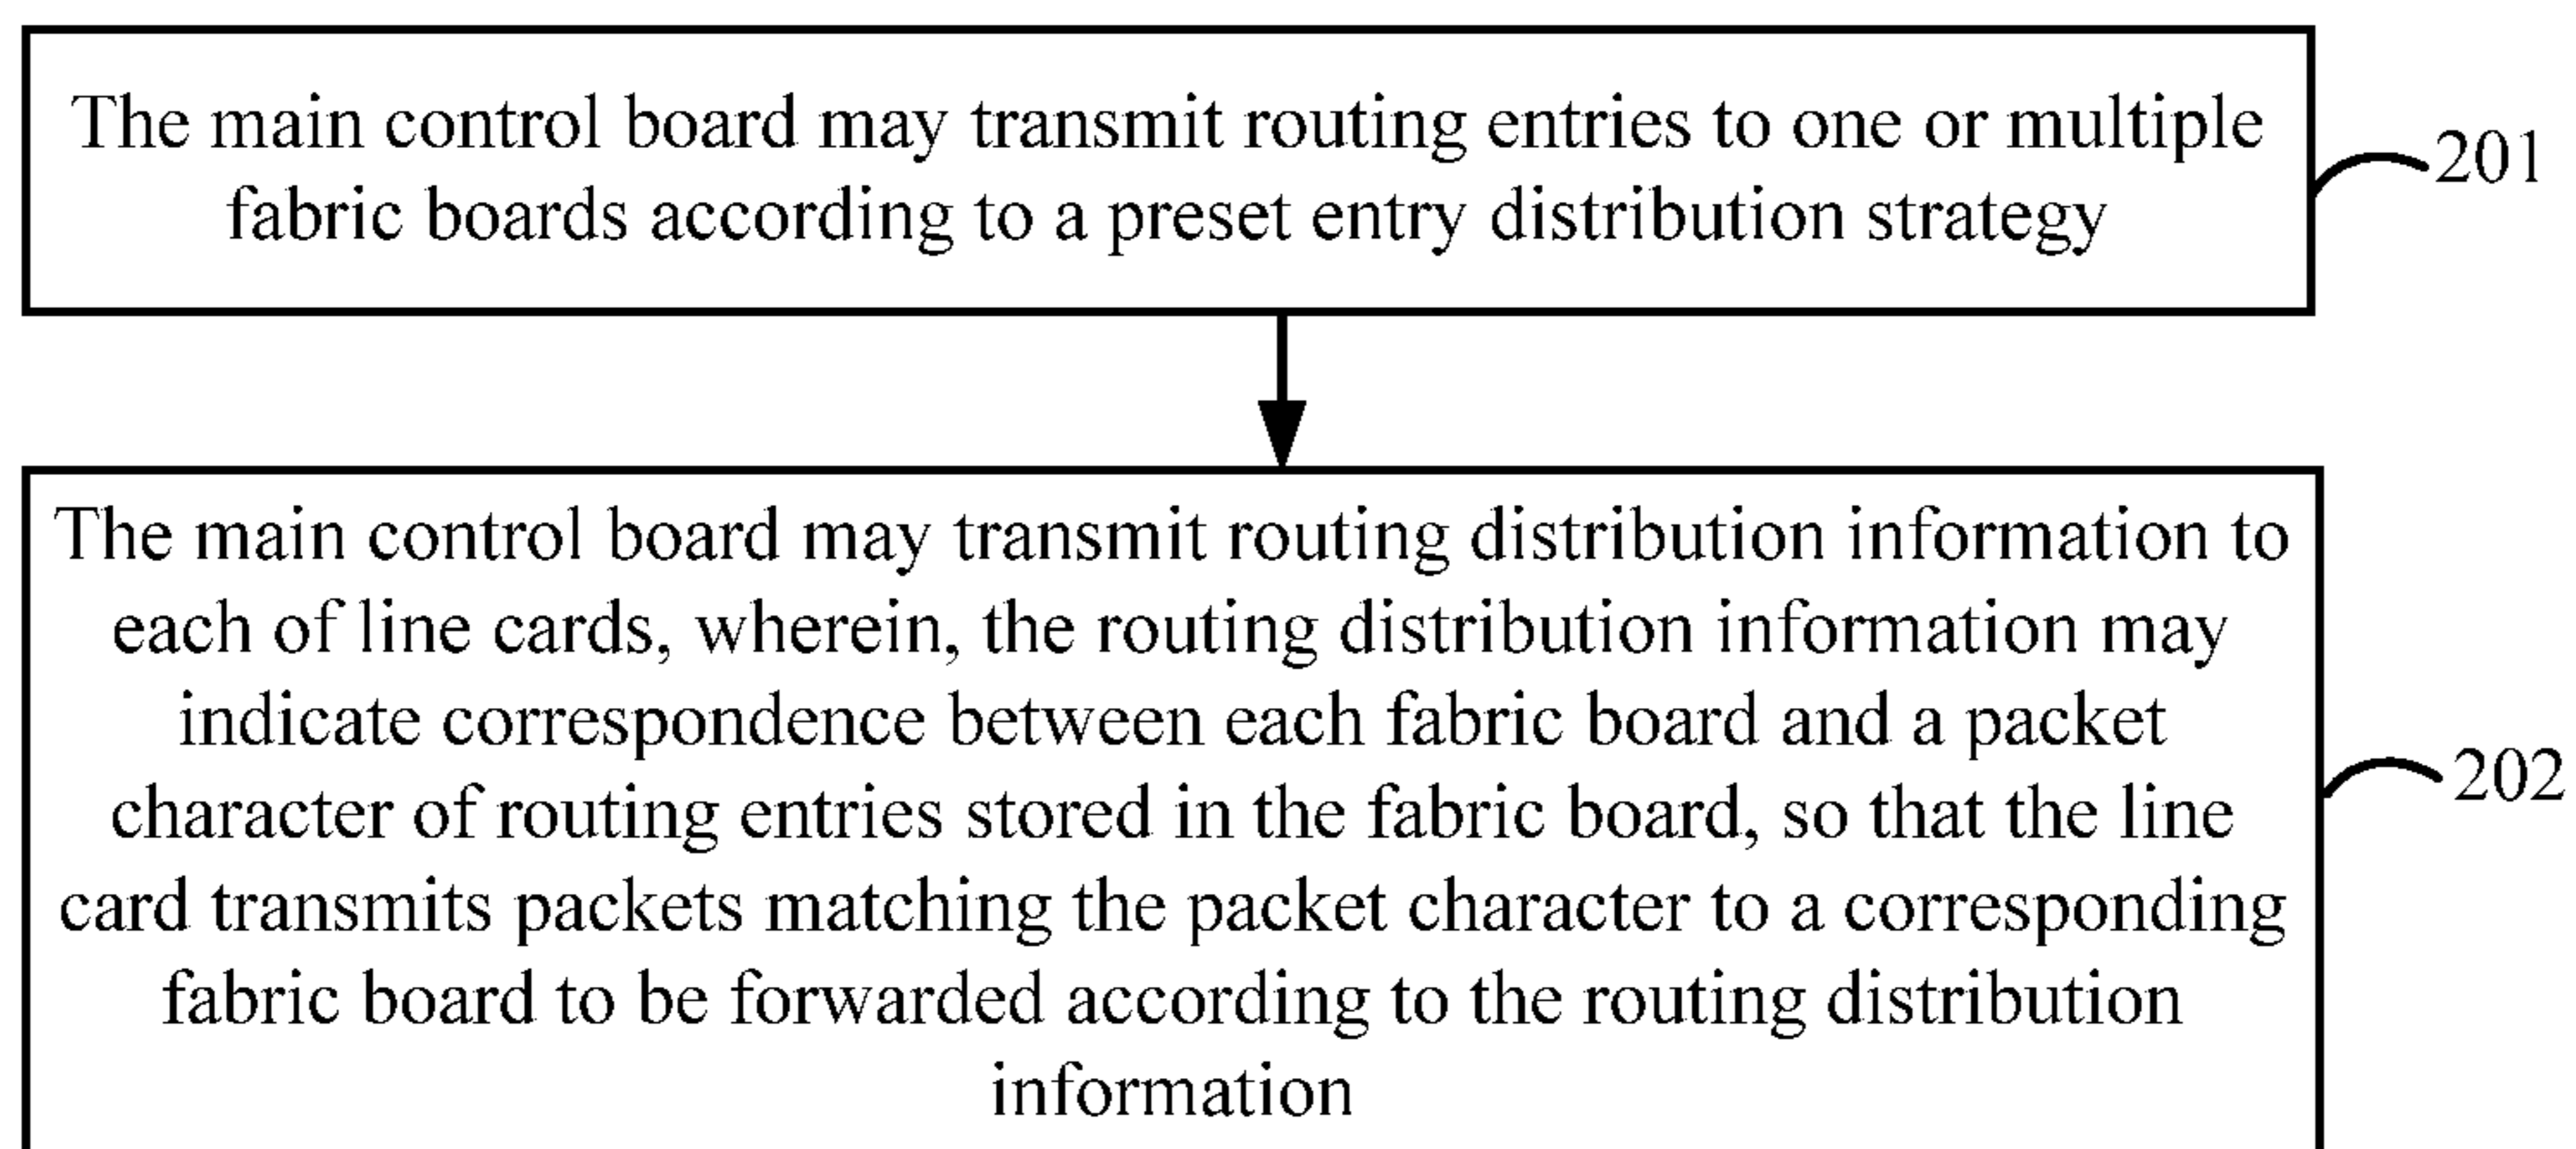 The main control board may transmit routing entries to one or multiple
fabric boards according to a preset entry distribution strategy
201
The main control board may transmit routing distribution information to
each of line cards, wherein, the routing distribution information may
indicate correspondence between each fabric board and a packet
character of routing entries stored in the fabric board, so that the line
card transmits packets matching the packet character to a corresponding
fabric board to be forwarded according to the routing distribution
information
202